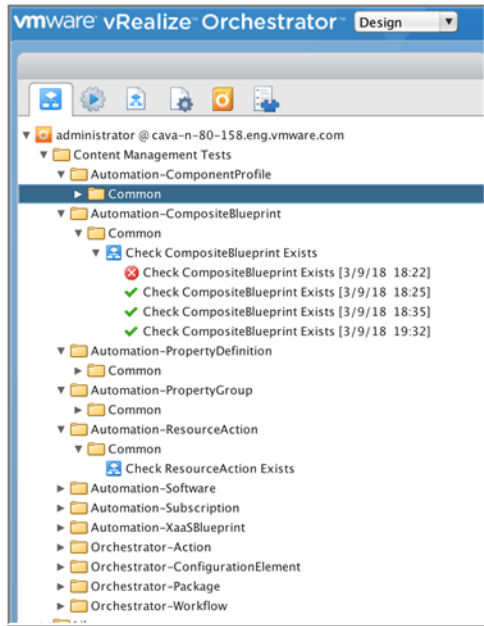 vmware vRealize Orchestrator Design
administrator @ cava-n-80-158.eng.vmware.com
Content Management Tests
Automation-ComponentProfile
Common
Automation-CompositeBlueprint
Common
Check CompositeBlueprint Exists
Check CompositeBlueprint Exists [3/9/18 18:22]
Check CompositeBlueprint Exists [3/9/18 18:25]
Check CompositeBlueprint Exists [3/9/18 18:35]
Check CompositeBlueprint Exists [3/9/18 19:32]
Automation-PropertyDefinition
Common
Automation-PropertyGroup
Common
Automation-ResourceAction
Common
Check ResourceAction Exists
Automation-Software
Automation-Subscription
Automation-XaaSBlueprint
Orchestrator-Action
Orchestrator-ConfigurationElement
Orchestrator-Package
Orchestrator-Workflow